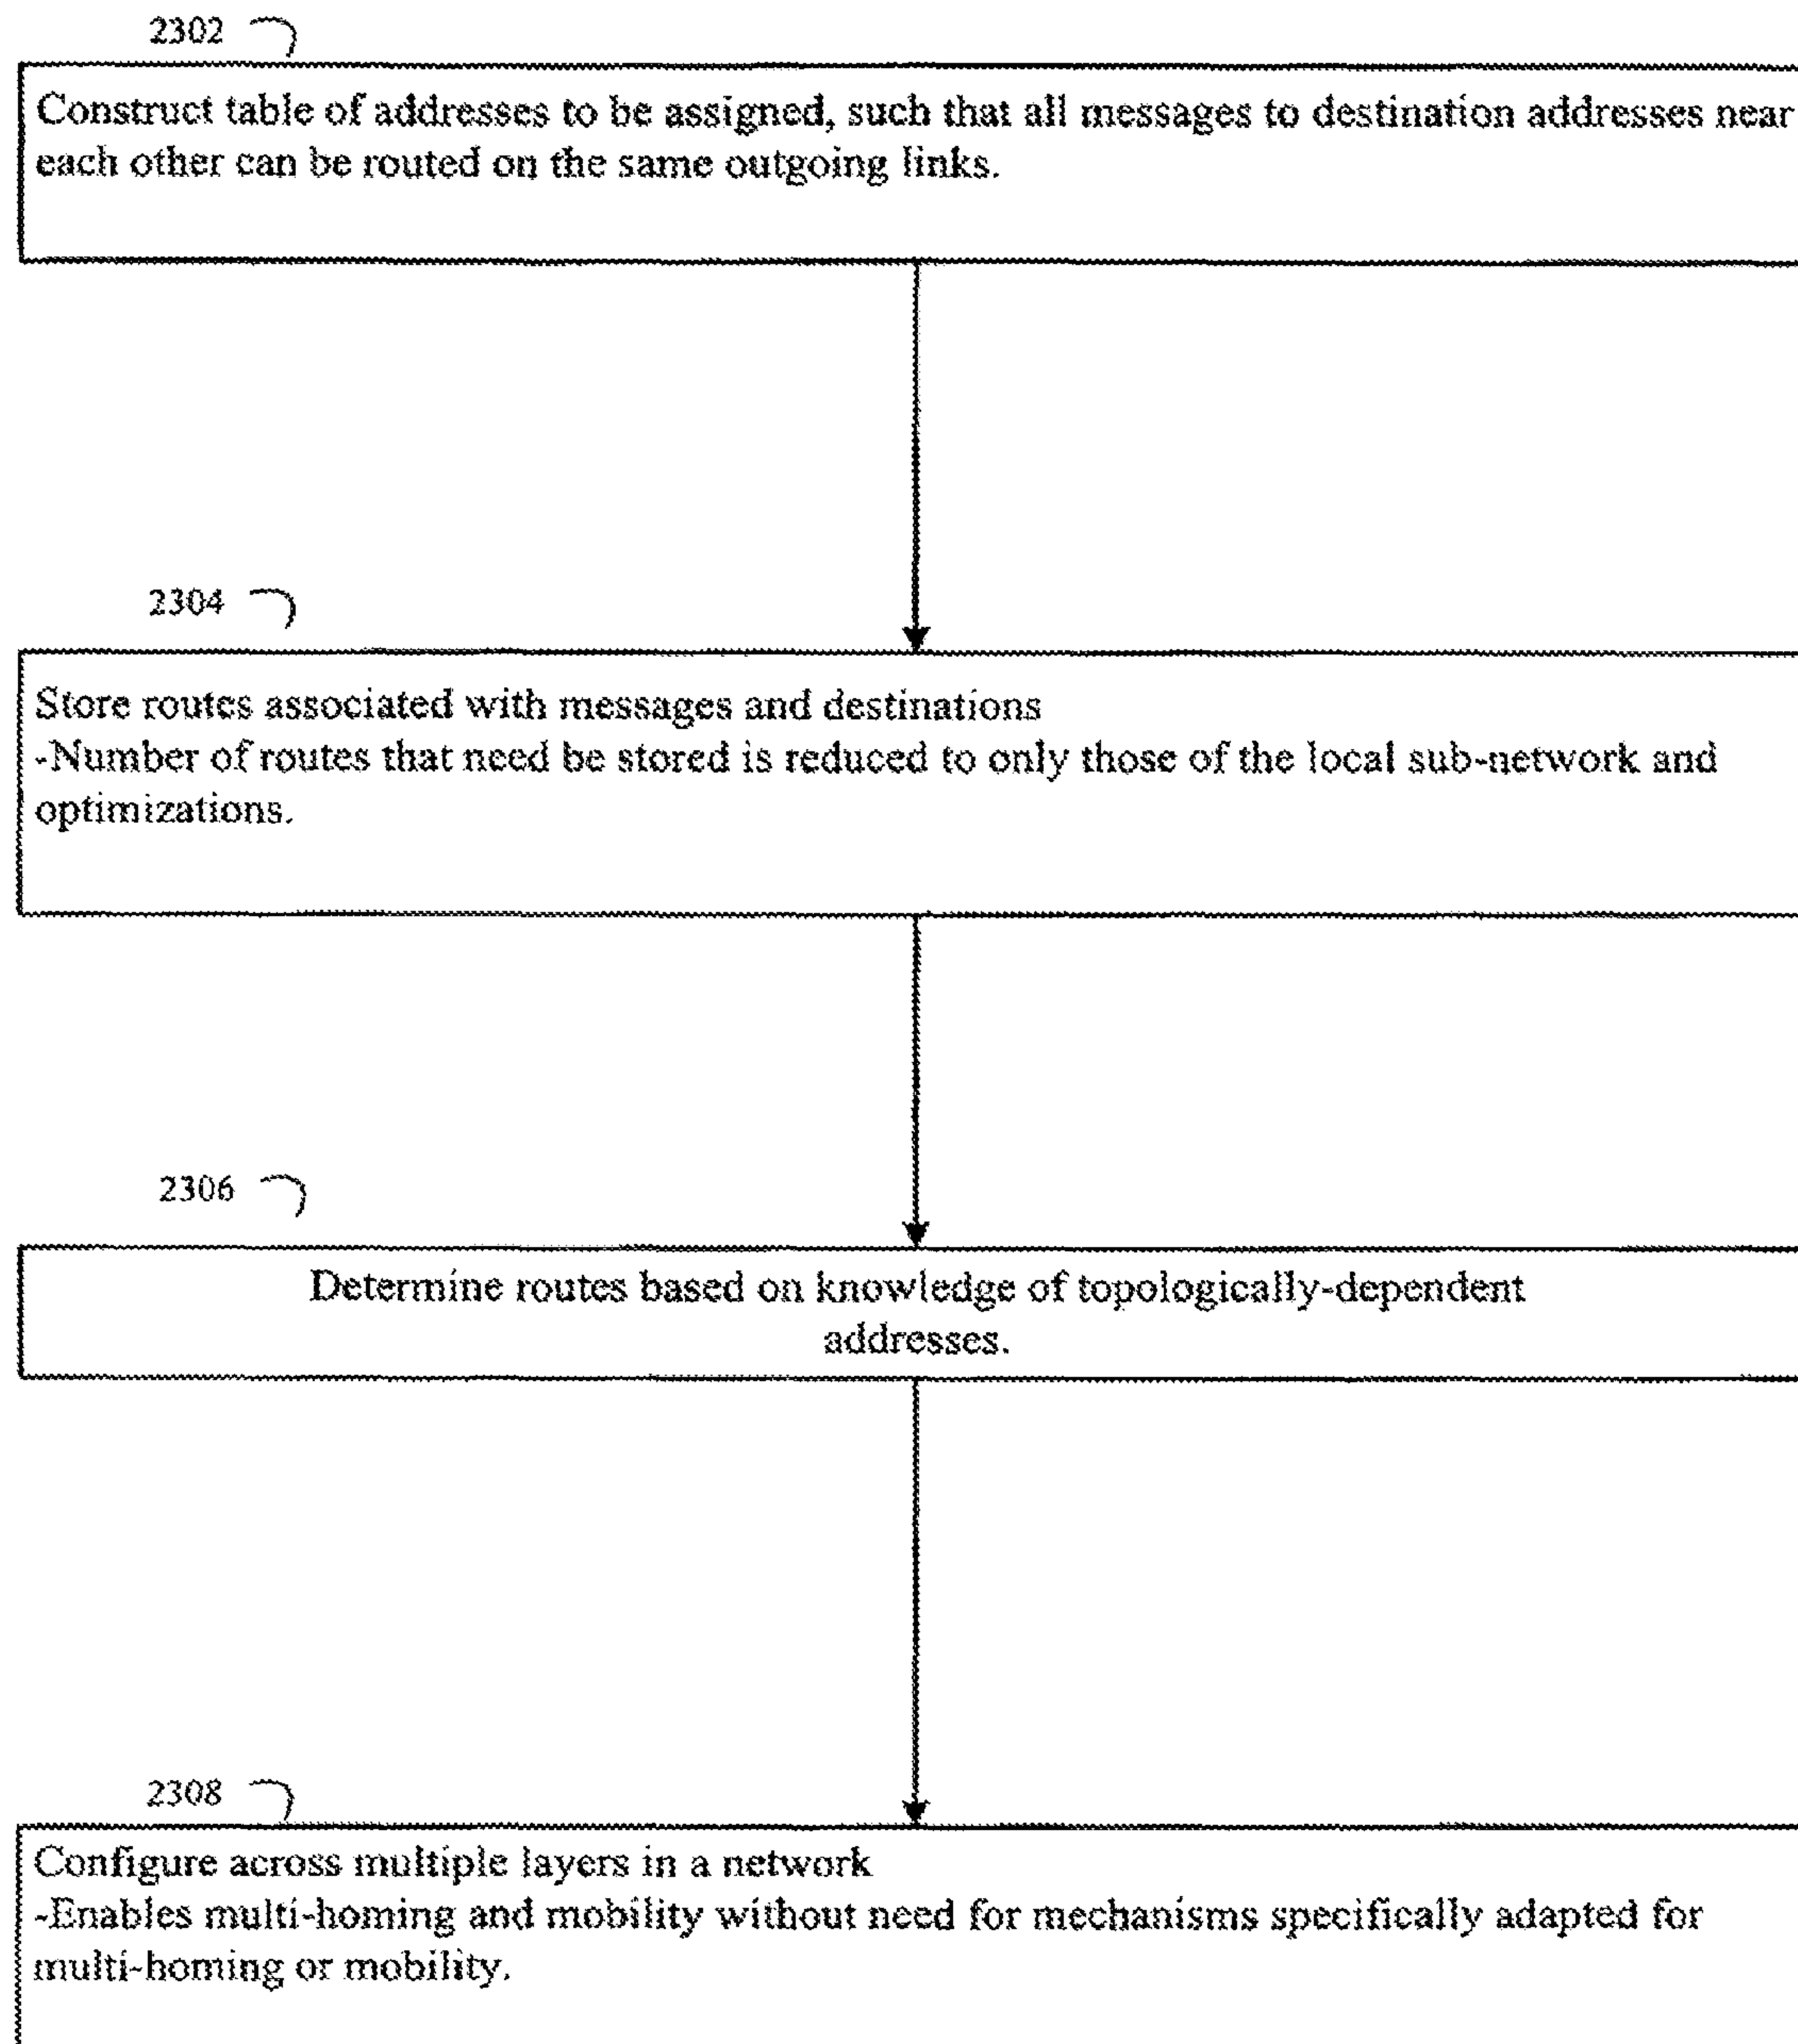 2302
Construct table of addresses to be assigned, such that all messages to destination addresses near
each other can be routed on the same outgoing links.
2304
Store routes associated with messages and destinations
-Number of routes that need be stored is reduced to only those of the local sub-network and
optimizations.
2306
Determine routes based on knowledge of topologically-dependent
addresses.
2308
Configure across multiple layers in a network
-Enables multi-homing and mobility without need for mechanisms specifically adapted for
multi-homing or mobility.